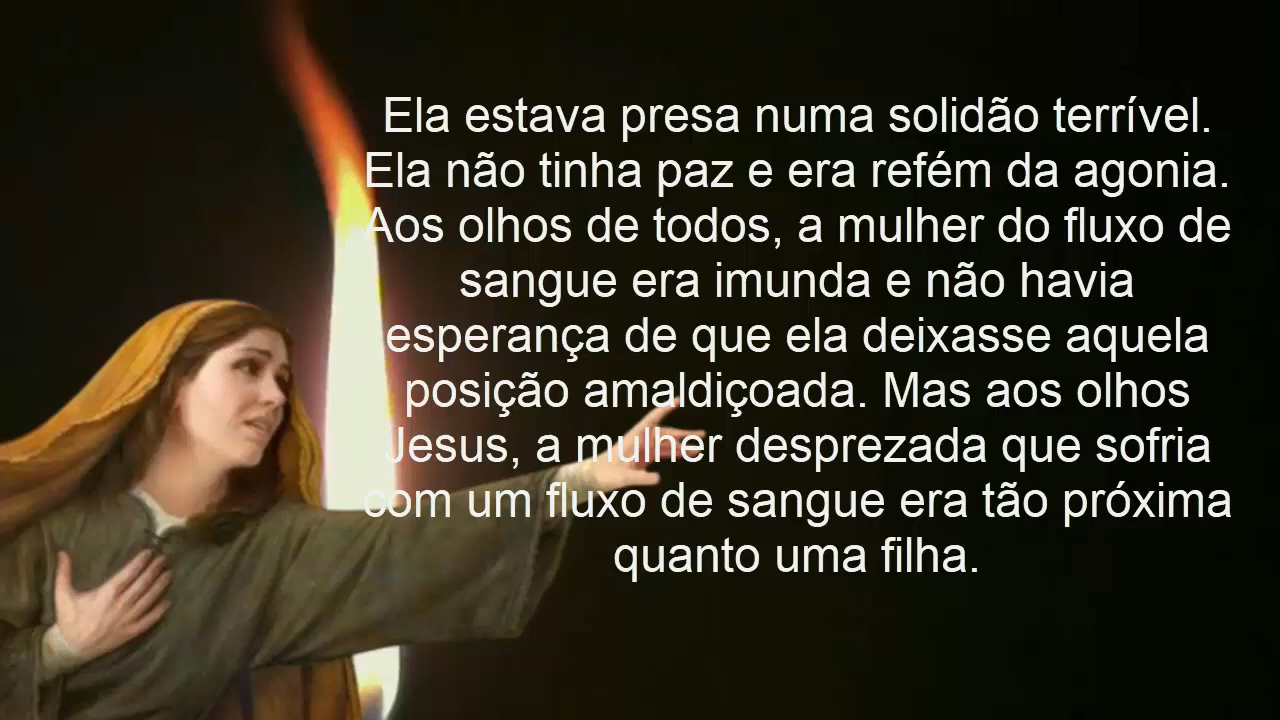 Ela estava presa numa solidão terrível.
Ela não tinha paz e era refém da agonia.
Aos olhos de todos, a mulher do fluxo de
sangue era imunda e não havia
esperança de que ela deixasse aquela
posição amaldiçoada. Mas aos olhos
Jesus, a mulher desprezada que sofria
com um fluxo de sangue era tão próxima
quanto uma filha.